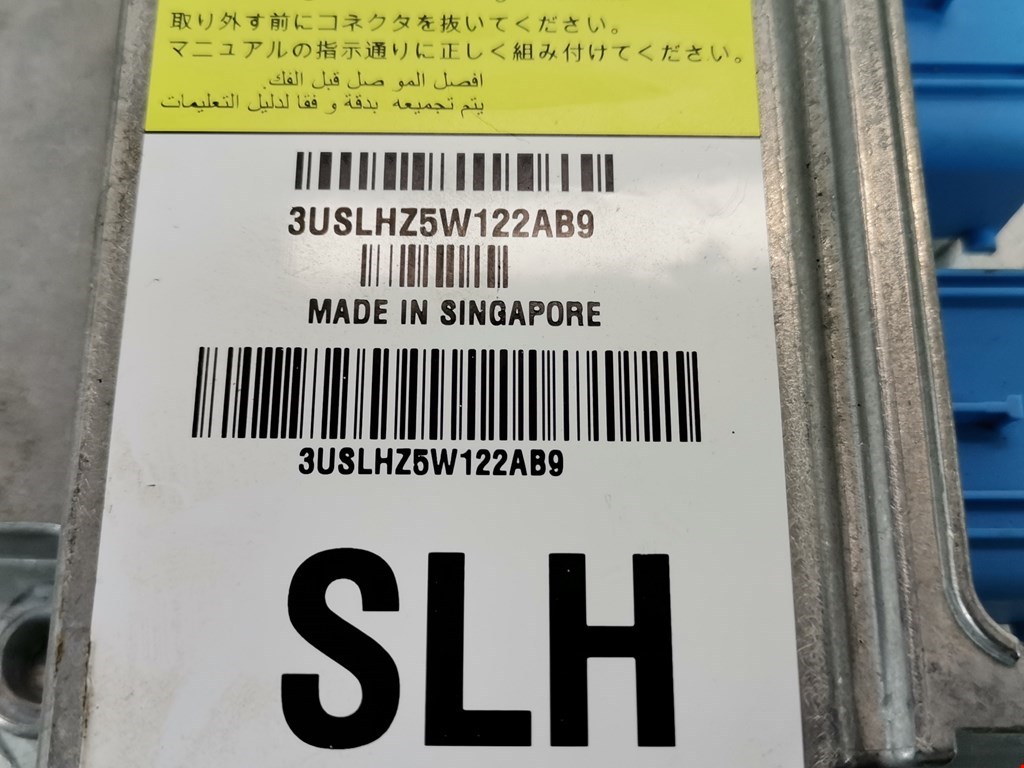 取り外す前にコネクタを抜いてください。
マニュアルの指示通りに正しく組み付けてください。
افصل المو صل قبل الفك.
يتم تجميعه بدقة و فقا لدليل التعليمات
3USLHZ5W122AB9
MADE IN SINGAPORE
3USLHZ5W122AB9
SLH